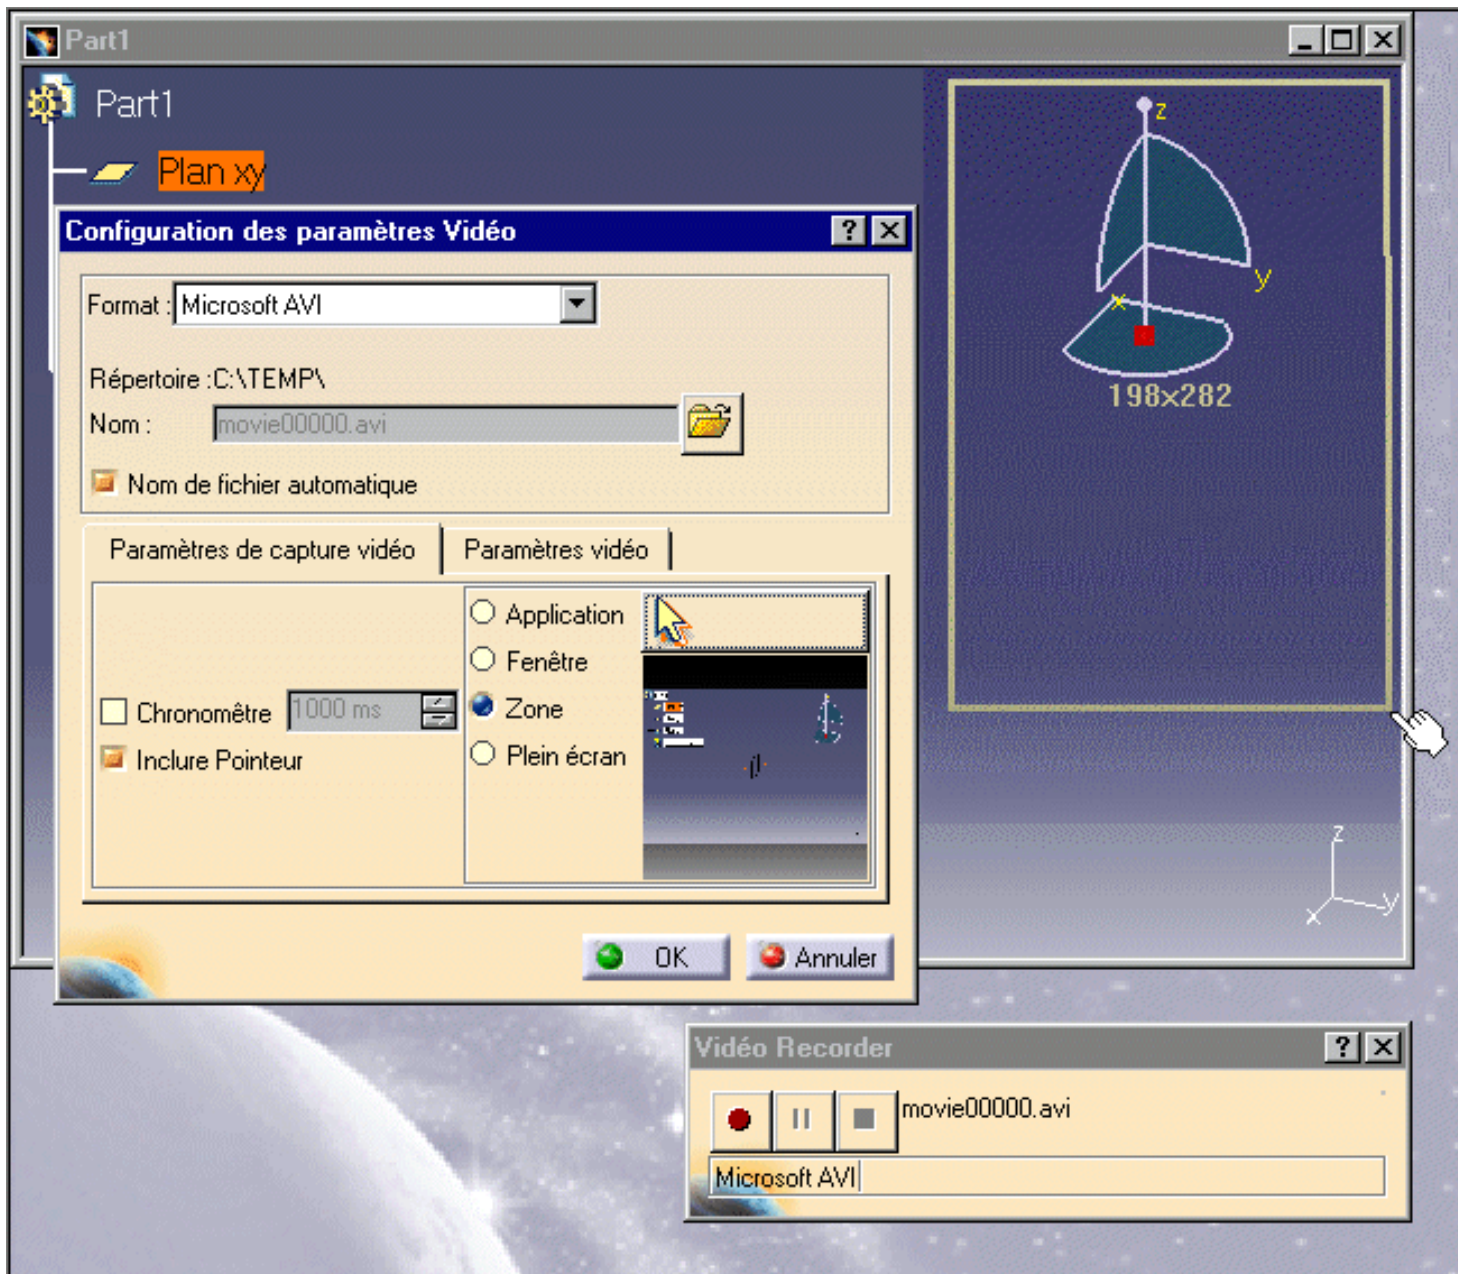 Part1
Part1
Plan xy
Configuration des paramètres Vidéo
Format : Microsoft AVI
Répertoire :C:\TEMP\
Nom : movie00000.avi
Nom de fichier automatique
Paramètres de capture vidéo Paramètres vidéo
Application
Fenêtre
Chronomêtre 1000 ms Zone
Inclure Pointeur Plein écran
OK Annuler
z
y
x
198x282
z
x y
Vidéo Recorder
movie00000.avi
Microsoft AVI